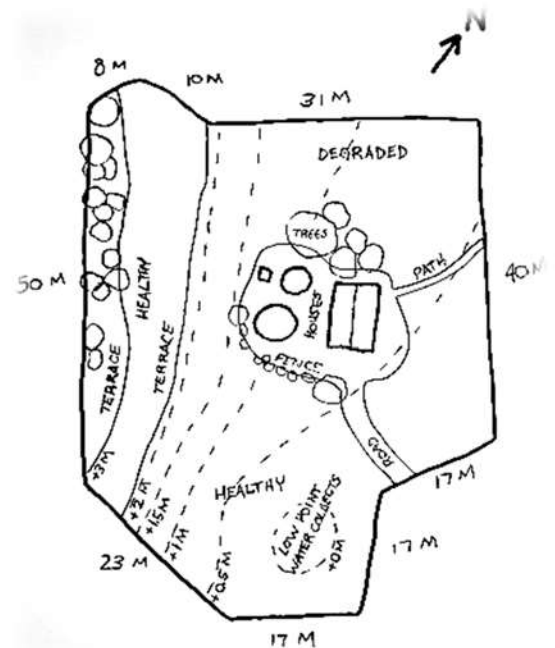 N
8 M
10 M
31 M
DEGRADED
TREES
PATH
50 M
HEALTHY
TERRACE
TERRACE
HOUSES
FENCE
40 M
ROAD
+3M
+2 M
+1.5M
+1M
+0.5M
HEALTHY
LOW POINT
WATER COLLECTS
+0M
17 M
17 M
23 M
17 M